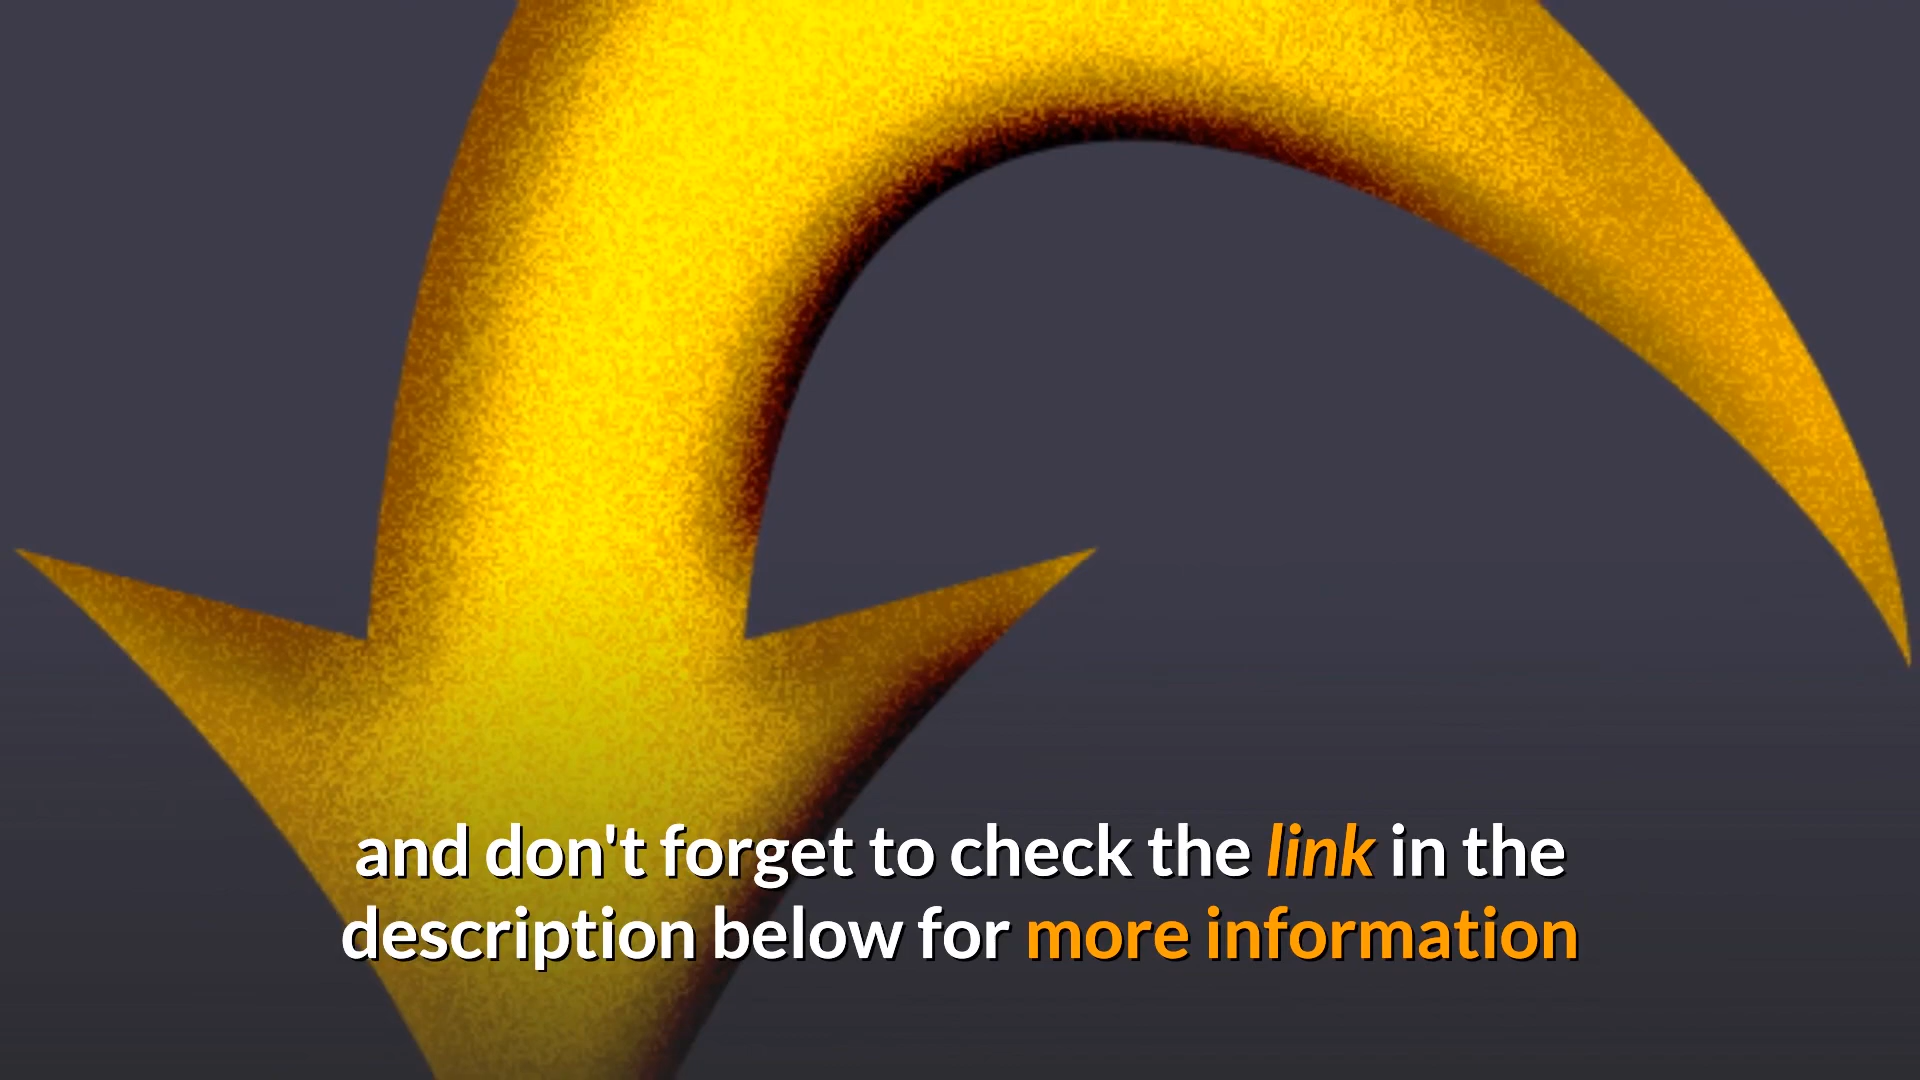 and don't forget to check the link in the
description below for more information